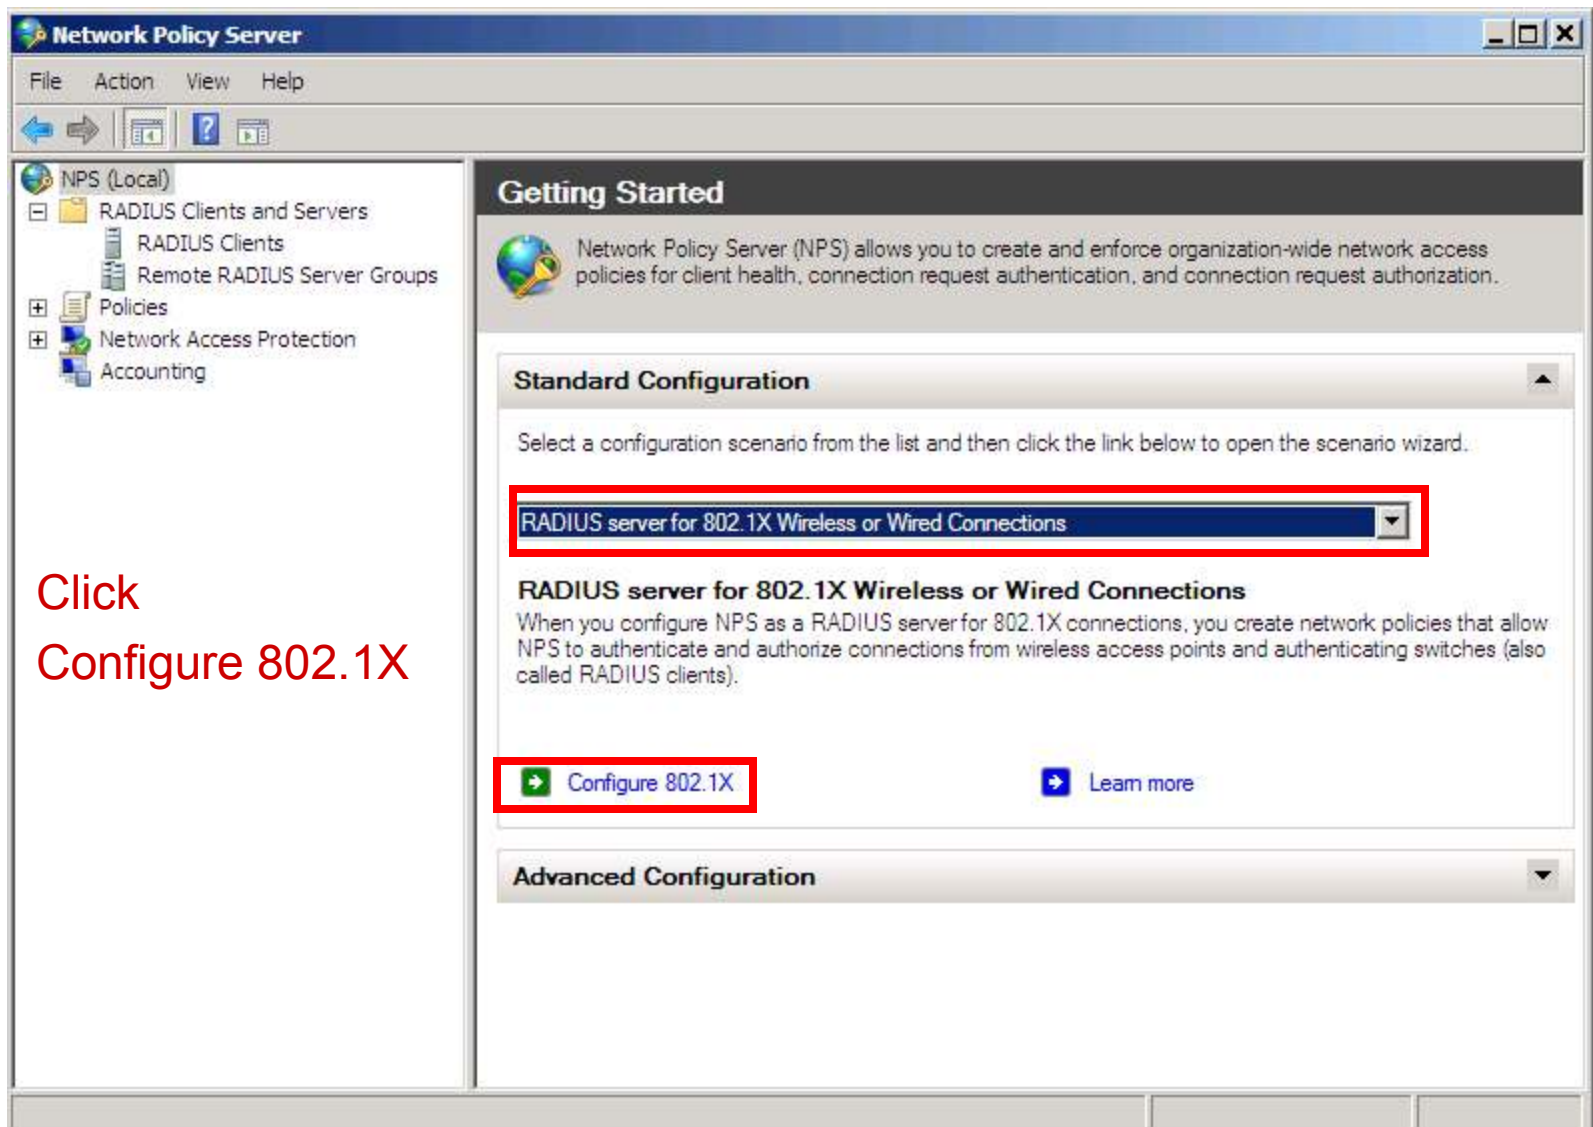 Network Policy Server
File Action View Help
NPS (Local)
RADIUS Clients and Servers
RADIUS Clients
Remote RADIUS Server Groups
Policies
Network Access Protection
Accounting
Click
Configure 802.1X
Getting Started
Network Policy Server (NPS) allows you to create and enforce organization-wide network access
policies for client health, connection request authentication, and connection request authorization.
Standard Configuration
Select a configuration scenario from the list and then click the link below to open the scenario wizard.
RADIUS server for 802.1X Wireless or Wired Connections
RADIUS server for 802.1X Wireless or Wired Connections
When you configure NPS as a RADIUS server for 802.1X connections, you create network policies that allow
NPS to authenticate and authorize connections from wireless access points and authenticating switches (also
called RADIUS clients).
Configure 802.1X Learn more
Advanced Configuration